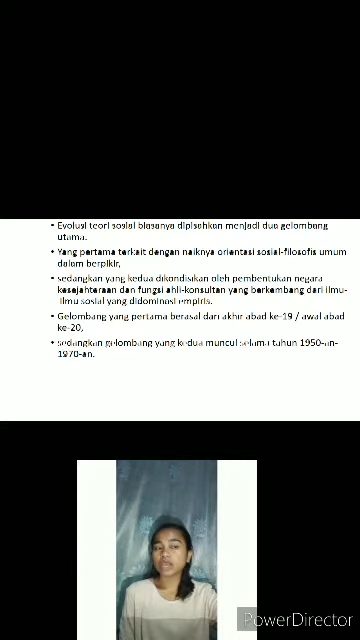 • Evolusi teori sosial biasanya dipisahkan menjadi dua gelombang
utama.
• Yang pertama terkait dengan naiknya orientasi sosial-filosofis umum
dalam berpikir,
• sedangkan yang kedua dikondisikan oleh pembentukan negara
kesejahteraan dan fungsi ahli-konsultan yang berkembang dari ilmu-
-ilmu sosial yang didominasi empiris.
• Gelombang yang pertama berasal dari akhir abad ke-19 / awal abad
ke-20,
• sedangkan gelombang yang kedua muncul selama tahun 1950-an-
1970-an.
PowerDirector